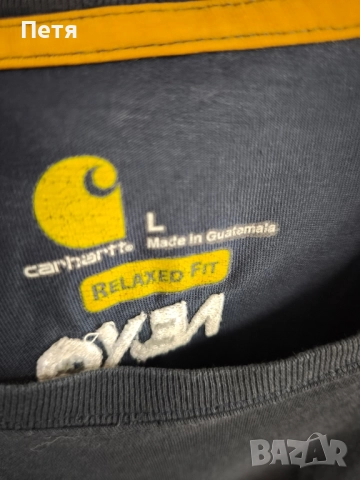 Петя
carhartt
L
Made in Guatemala
RELAXED FIT
BAZAR